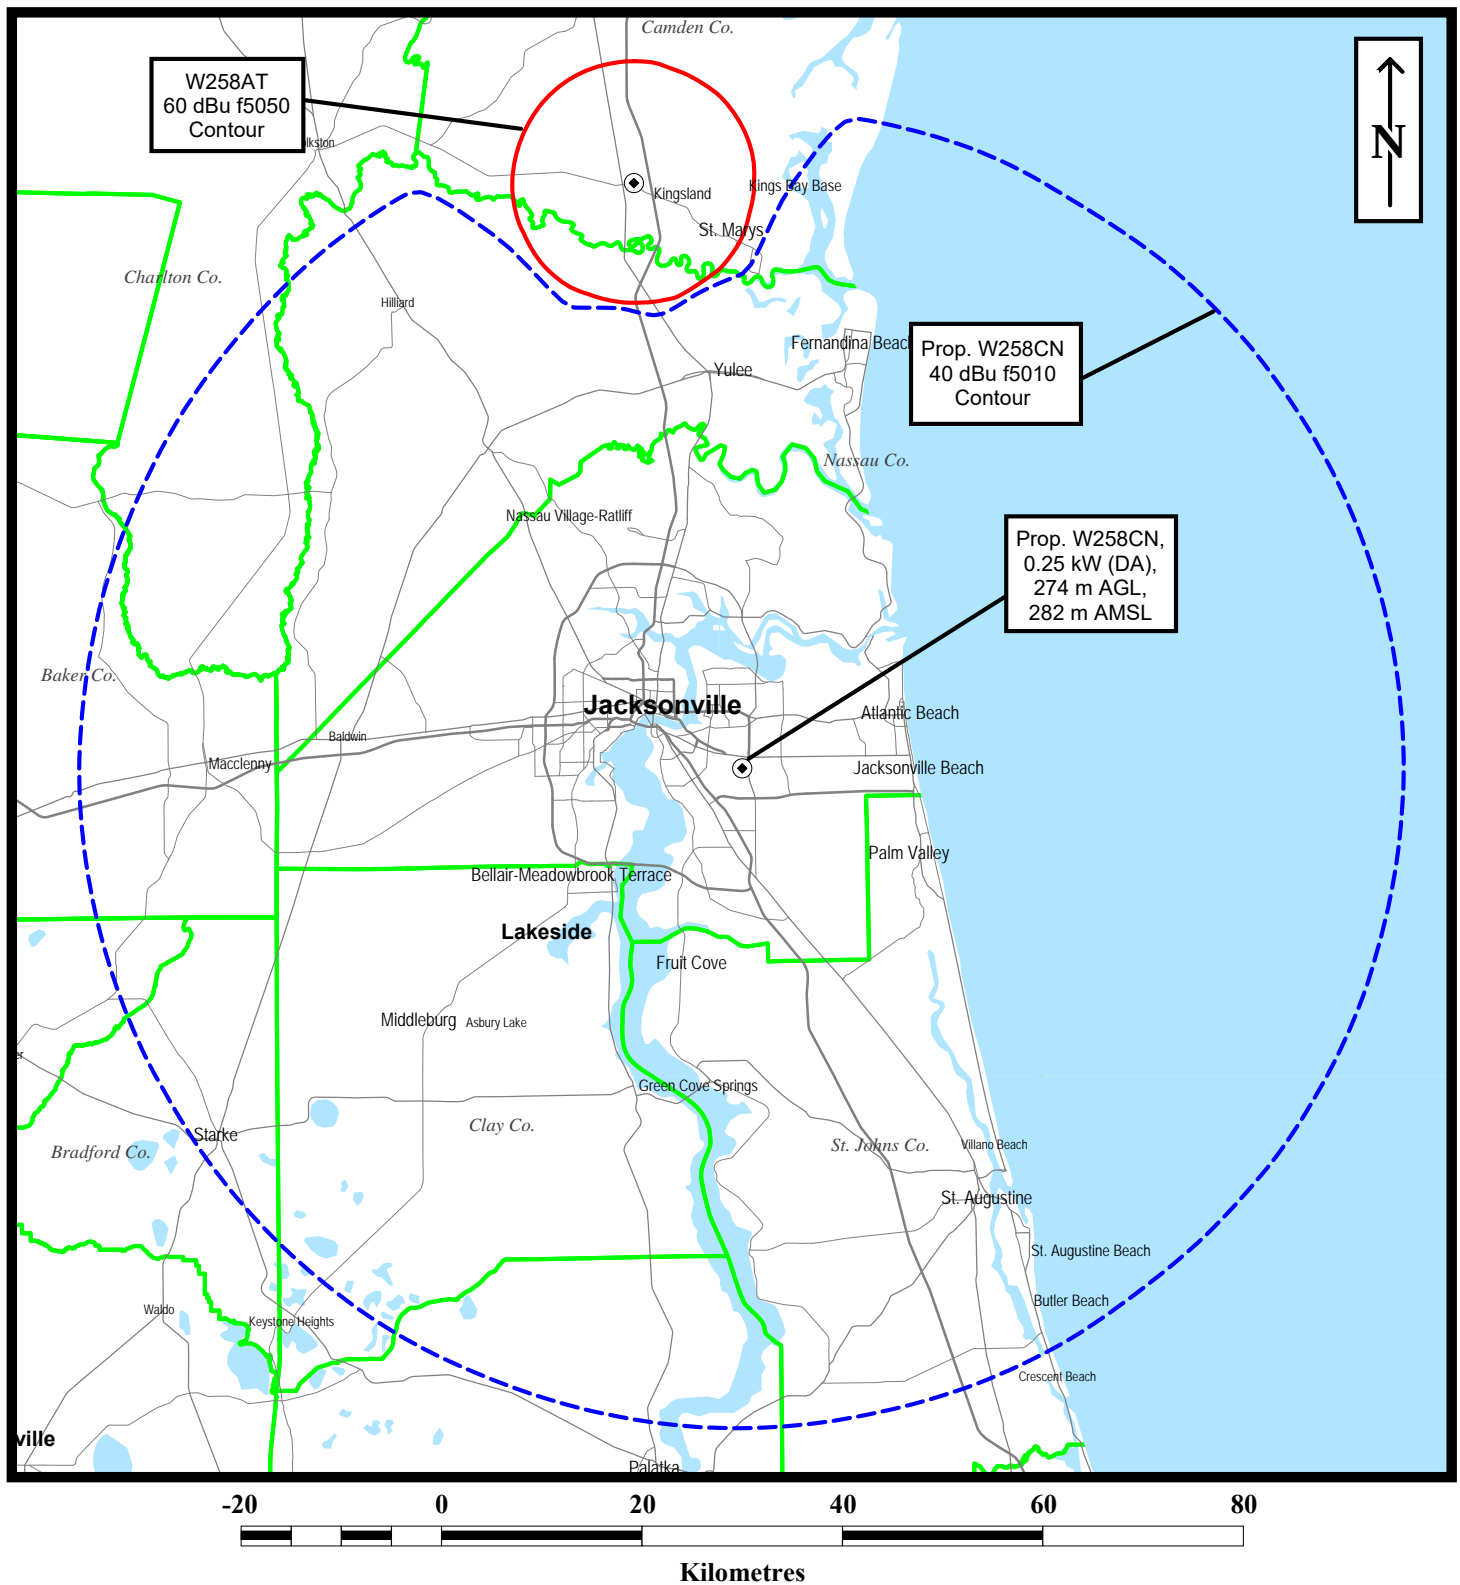 Camden Co.
W258AT
60 dBu f5050
Contour
N
lkston
Kingsland
Kings Bay Base
St. Marys
Charlton Co.
Hilliard
Fernandina Beac
Prop. W258CN
40 dBu f5010
Contour
Yulee
Nassau Co.
Nassau Village-Ratliff
Prop. W258CN,
0.25 kW (DA),
274 m AGL,
282 m AMSL
Baker Co.
Jacksonville
Atlantic Beach
Baldwin
Macclenny
Jacksonville Beach
Palm Valley
Bellair-Meadowbrook Terrace
Lakeside
Fruit Cove
Middleburg
Asbury Lake
er
Green Cove Springs
Clay Co.
Starke
Bradford Co.
St. Johns Co.
Villano Beach
St. Augustine
St. Augustine Beach
Butler Beach
Waldo
Keystone Heights
Crescent Beach
ville
Palatka
-20 0 20 40 60 80
Kilometres